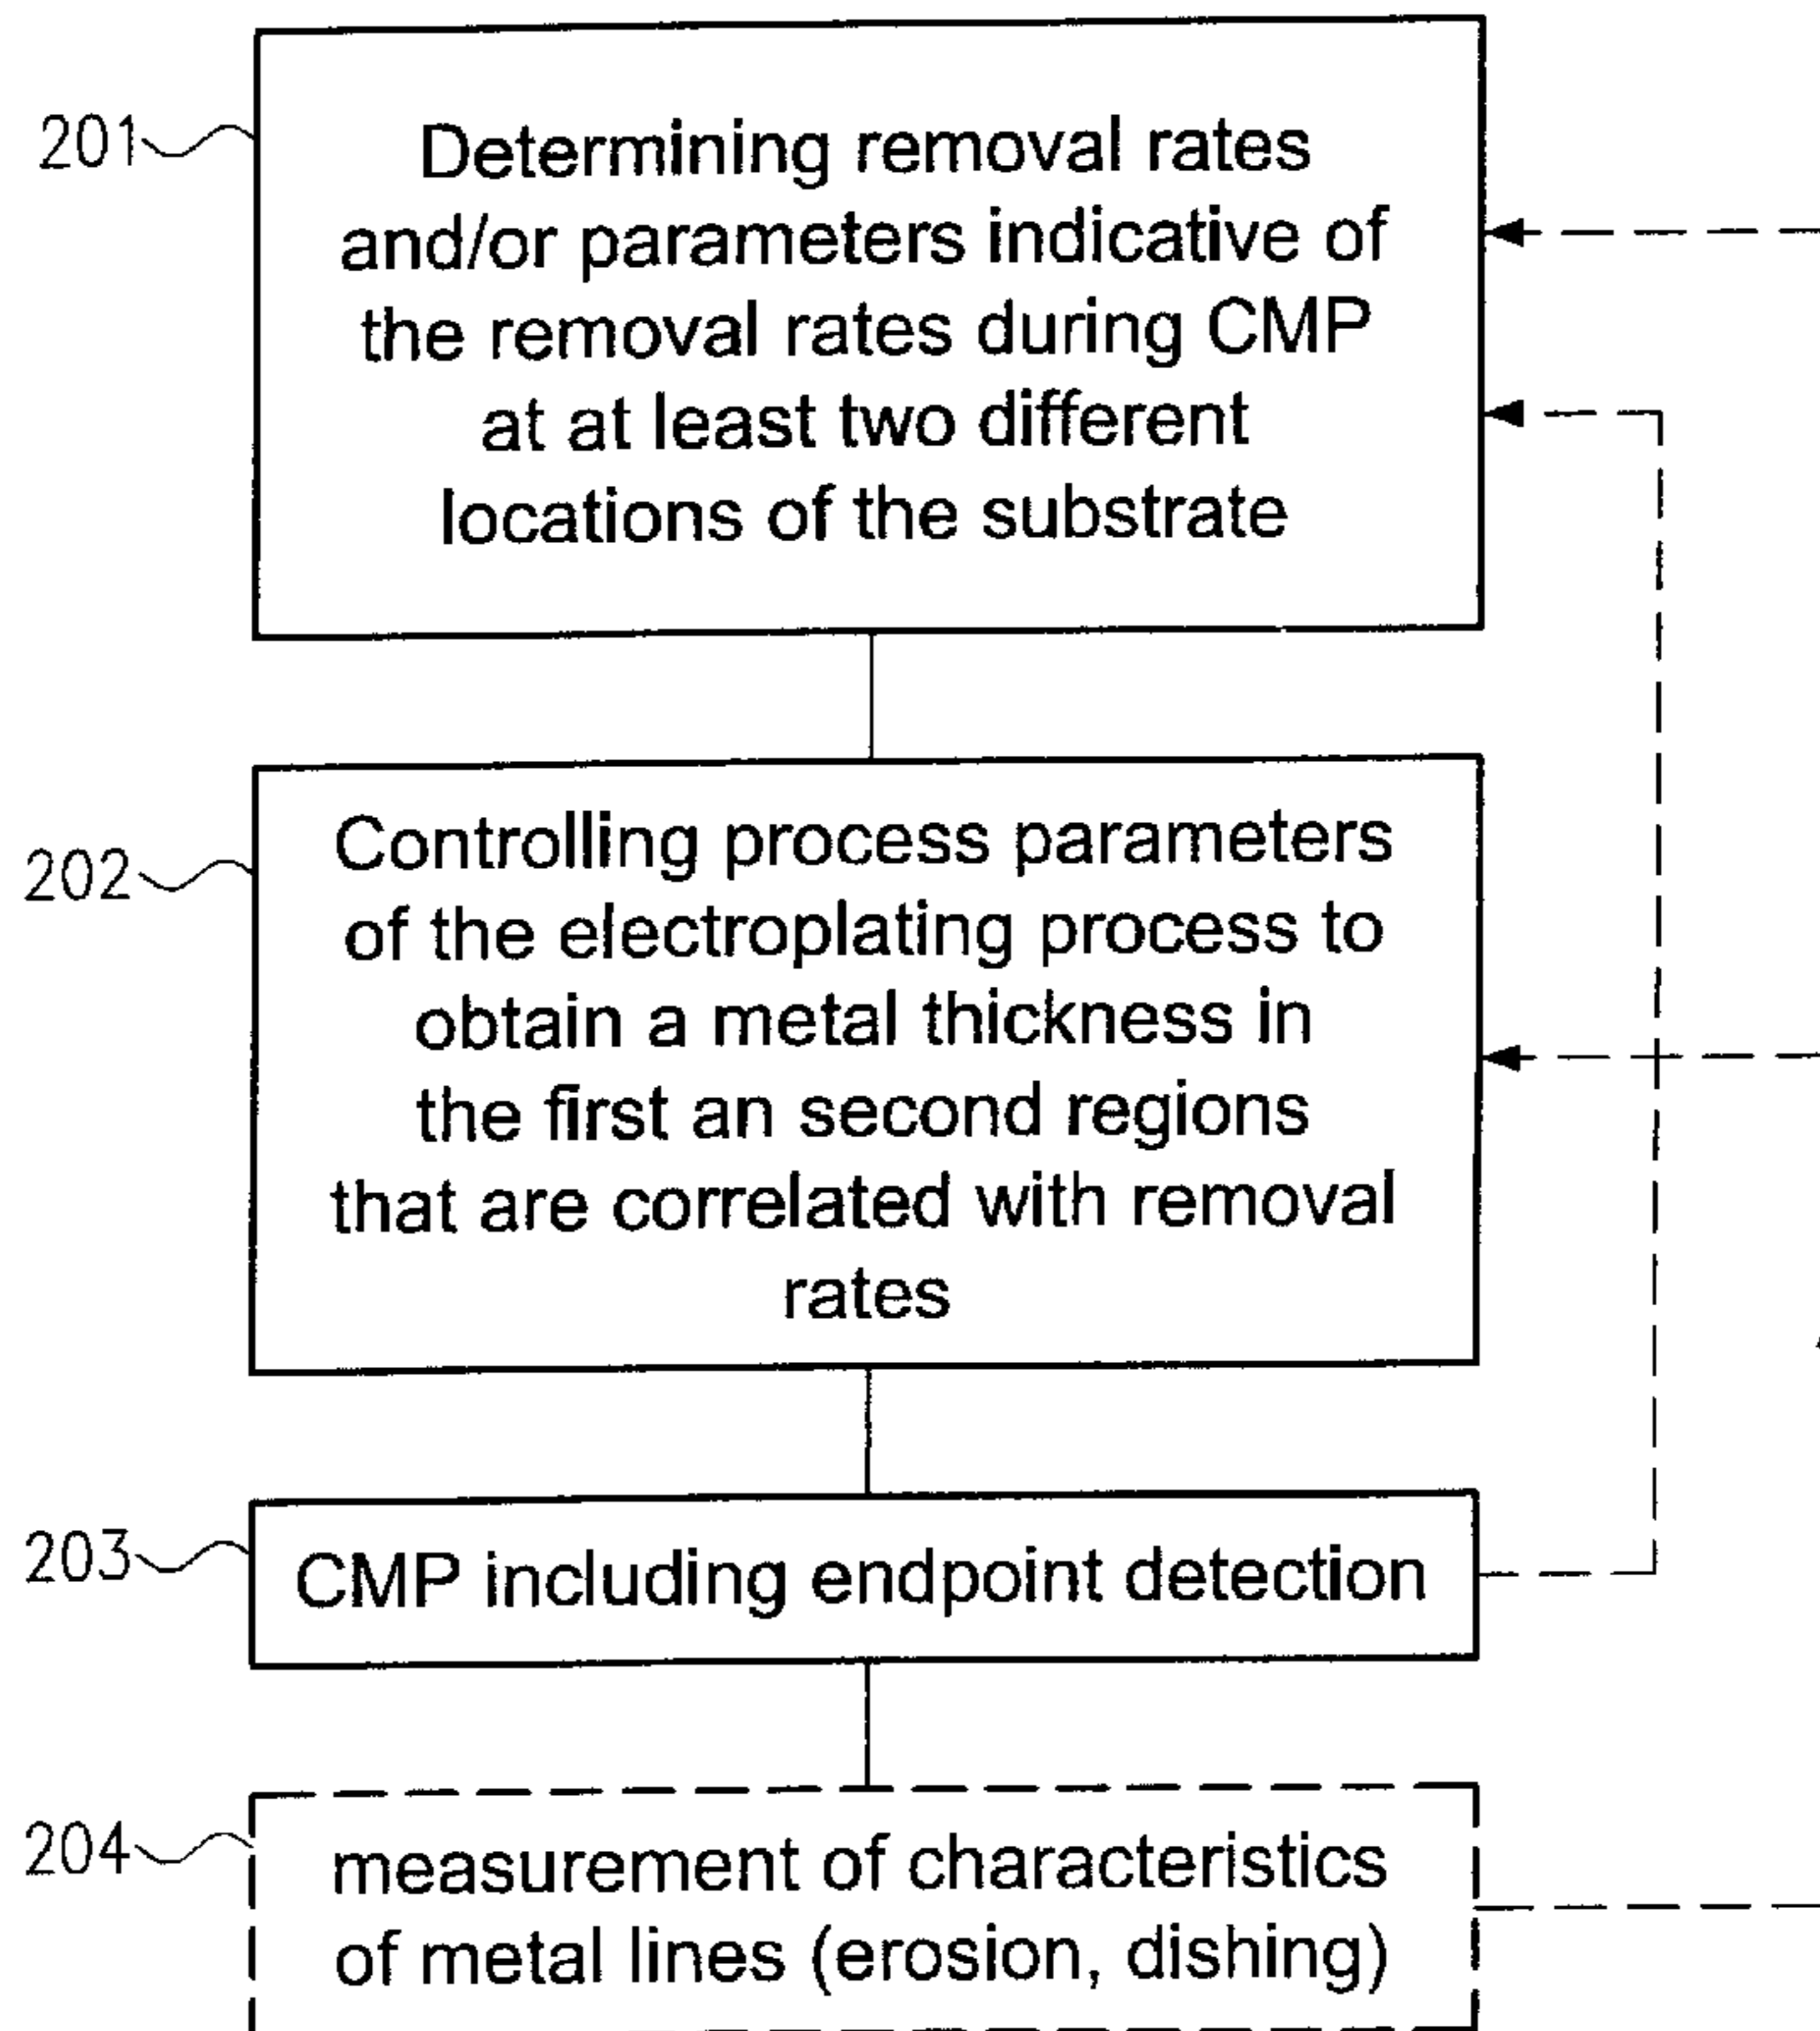 201
Determining removal rates
and/or parameters indicative of
the removal rates during CMP
at at least two different
locations of the substrate
202
Controlling process parameters
of the electroplating process to
obtain a metal thickness in
the first an second regions
that are correlated with removal
rates
203
CMP including endpoint detection
204
measurement of characteristics
of metal lines (erosion, dishing)